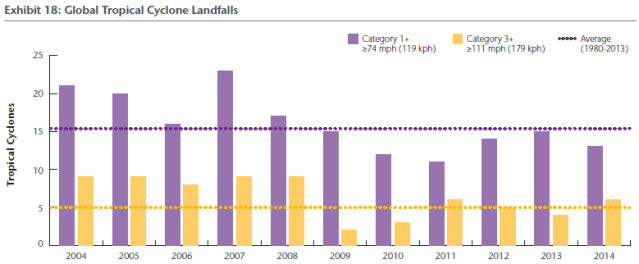 Exhibit 18: Global Tropical Cyclone Landfalls
Category 1+
≥74 mph (119 kph)
Category 3+
≥111 mph (179 kph)
Average
(1980-2013)
Tropical Cyclones
25
20
15
10
5
0
2004 2005 2006 2007 2008 2009 2010 2011 2012 2013 2014